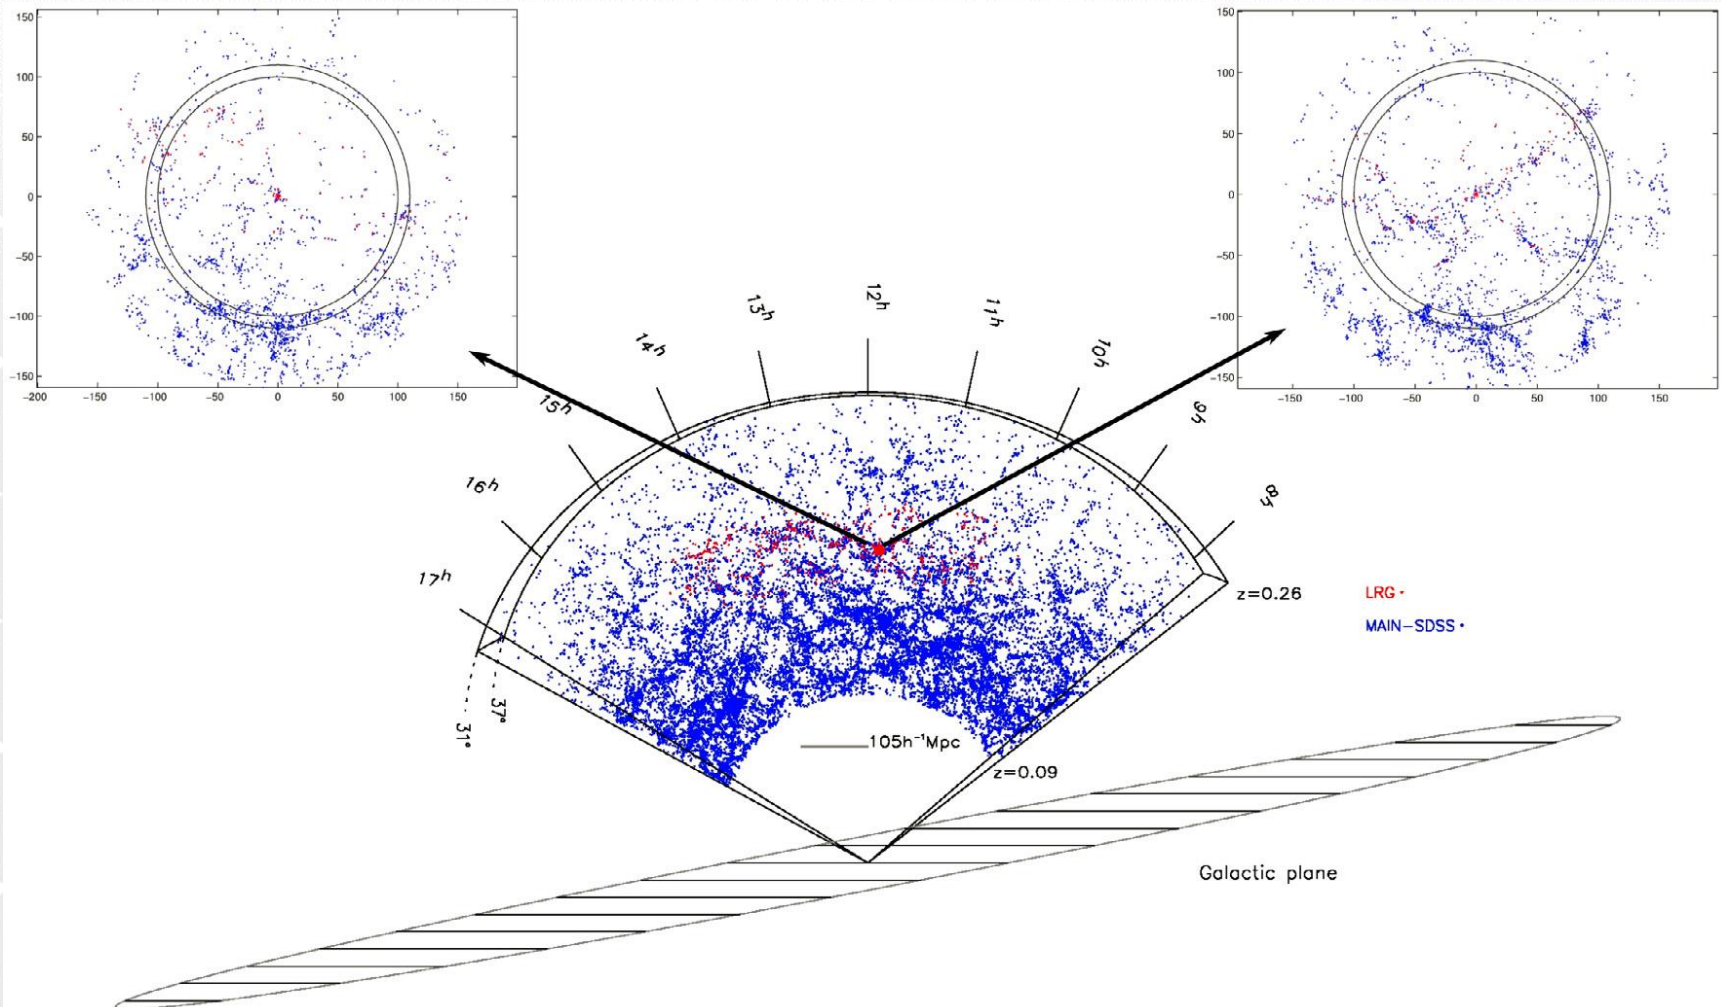 150
100
50
0
−50
−100
−150
−200 −150 −100 −50 0 50 100 150
150
100
50
0
−50
−100
−150
−150 −100 −50 0 50 100 150
17ʰ
16ʰ
15ʰ
14ʰ
13ʰ
12ʰ
11ʰ
10ʰ
9ʰ
8ʰ
z=0.26
LRG
MAIN−SDSS
31°
37°
105h⁻¹Mpc
z=0.09
Galactic plane